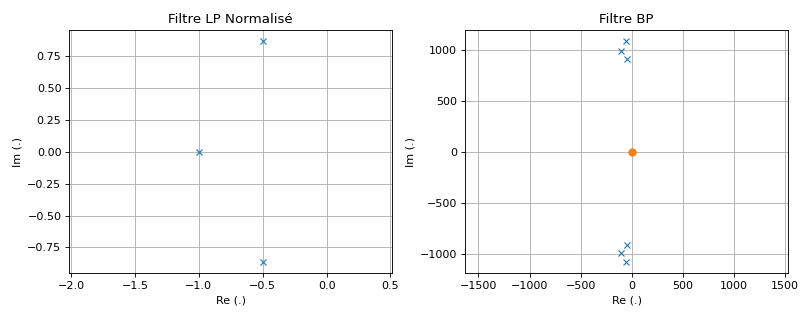 Filtre LP Normalisé
0.75
0.50
0.25
0.00
−0.25
−0.50
−0.75
Im (.)
−2.0 −1.5 −1.0 −0.5 0.0 0.5
Re (.)
Filtre BP
1000
500
0
−500
−1000
Im (.)
−1500 −1000 −500 0 500 1000 1500
Re (.)